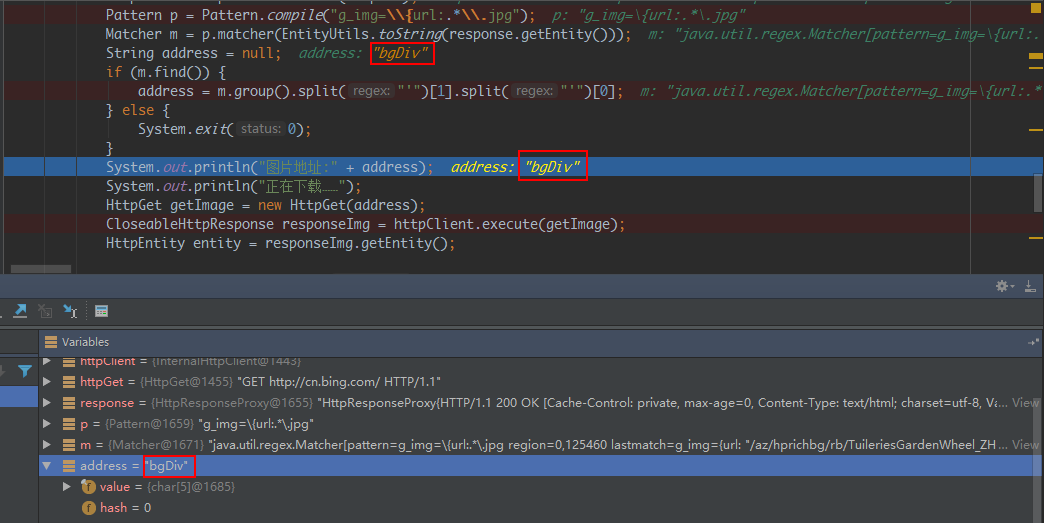 Pattern p = Pattern.compile("g_img=\\{url:.*\\.jpg"); p: "g_img=\{url:.*\.jpg"
Matcher m = p.matcher(EntityUtils.toString(response.getEntity())); m: "java.util.regex.Matcher[pattern=g_img=\{url:.
String address = null; address: "bgDiv"
if (m.find()) {
address = m.group().split( regex: "'")[1].split( regex: "'")[0]; m: "java.util.regex.Matcher[pattern=g_img=\{url:.*
} else {
System.exit( status: 0);
}
System.out.println("图片地址:" + address); address: "bgDiv"
System.out.println("正在下载……");
HttpGet getImage = new HttpGet(address);
CloseableHttpResponse responseImg = httpClient.execute(getImage);
HttpEntity entity = responseImg.getEntity();
Variables
httpClient = {InternalHttpClient@1443}
httpGet = {HttpGet@1455} "GET http://cn.bing.com/ HTTP/1.1"
response = {HttpResponseProxy@1655} "HttpResponseProxy{HTTP/1.1 200 OK [Cache-Control: private, max-age=0, Content-Type: text/html; charset=utf-8, Va... View
p = {Pattern@1659} "g_img=\{url:.*\.jpg"
m = {Matcher@1671} "java.util.regex.Matcher[pattern=g_img=\{url:.*\.jpg region=0,125460 lastmatch=g_img={url: "/az/hprichbg/rb/TuileriesGardenWheel_ZH... View
address = "bgDiv"
f value = {char[5]@1685}
f hash = 0